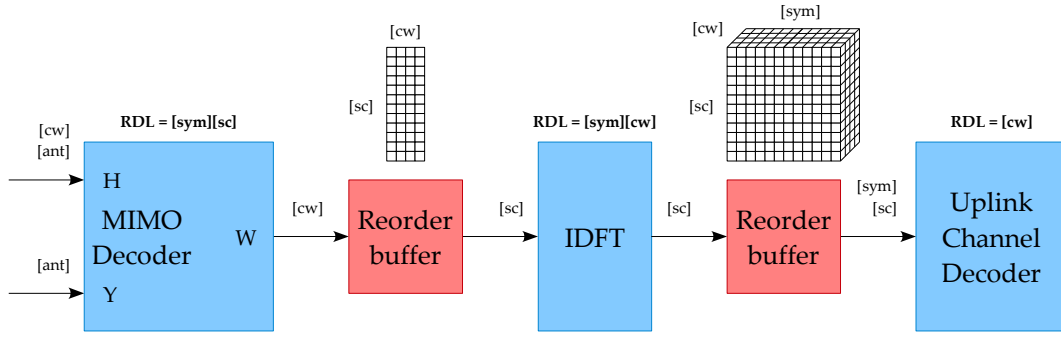 [sym]
[cw]
[cw]
[sc]
[sc]
RDL = [sym][sc]
RDL = [sym][cw]
RDL = [cw]
[cw]
[ant]
H
MIMO
Decoder
W
[ant]
Y
[cw]
Reorder
buffer
[sc]
IDFT
[sc]
Reorder
buffer
[sym]
[sc]
Uplink
Channel
Decoder